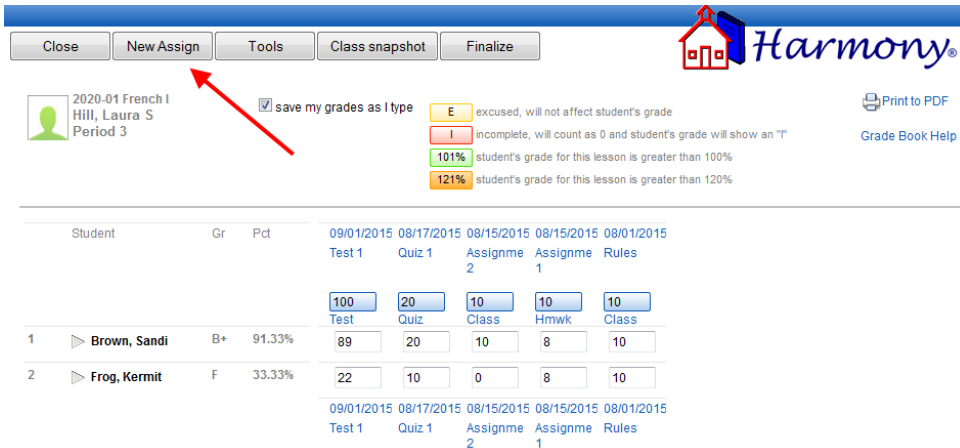 Close New Assign Tools Class snapshot Finalize
Harmony®
2020-01 French I
Hill, Laura S
Period 3
save my grades as I type
E excused, will not affect student's grade
I incomplete, will count as 0 and student's grade will show an "I"
101% student's grade for this lesson is greater than 100%
121% student's grade for this lesson is greater than 120%
Print to PDF
Grade Book Help
Student Gr Pct 09/01/2015 08/17/2015 08/15/2015 08/15/2015 08/01/2015
Test 1 Quiz 1 Assignme Assignme Rules
2 1
100 20 10 10 10
Test Quiz Class Hmwk Class
1 Brown, Sandi B+ 91.33% 89 20 10 8 10
2 Frog, Kermit F 33.33% 22 10 0 8 10
09/01/2015 08/17/2015 08/15/2015 08/15/2015 08/01/2015
Test 1 Quiz 1 Assignme Assignme Rules
2 1